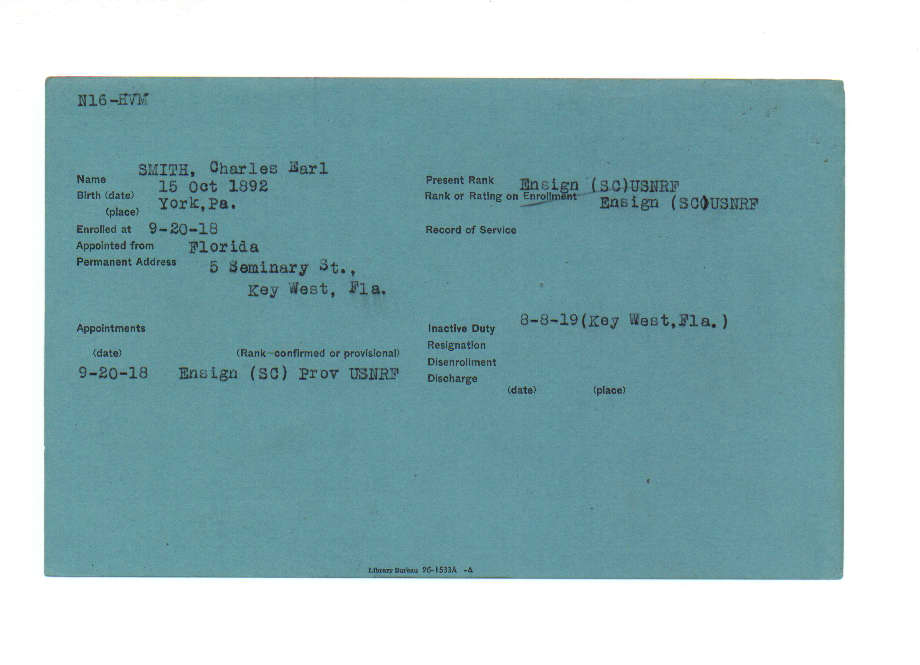 N16-HVM
Name SMITH, Charles Earl
Birth (date) 15 Oct 1892
(place) York,Pa.
Enrolled at 9-20-18
Appointed from Florida
Permanent Address 5 Seminary St.,
Key West, Fla.
Present Rank Ensign (SC)USNRF
Rank or Rating on Enrollment Ensign (SC)USNRF
Record of Service
Appointments
(date) (Rank—confirmed or provisional)
9-20-18 Ensign (SC) Prov USNRF
Inactive Duty 8-8-19(Key West,Fla.)
Resignation
Disenrollment
Discharge
(date) (place)
Library Bureau 26-1533A -A